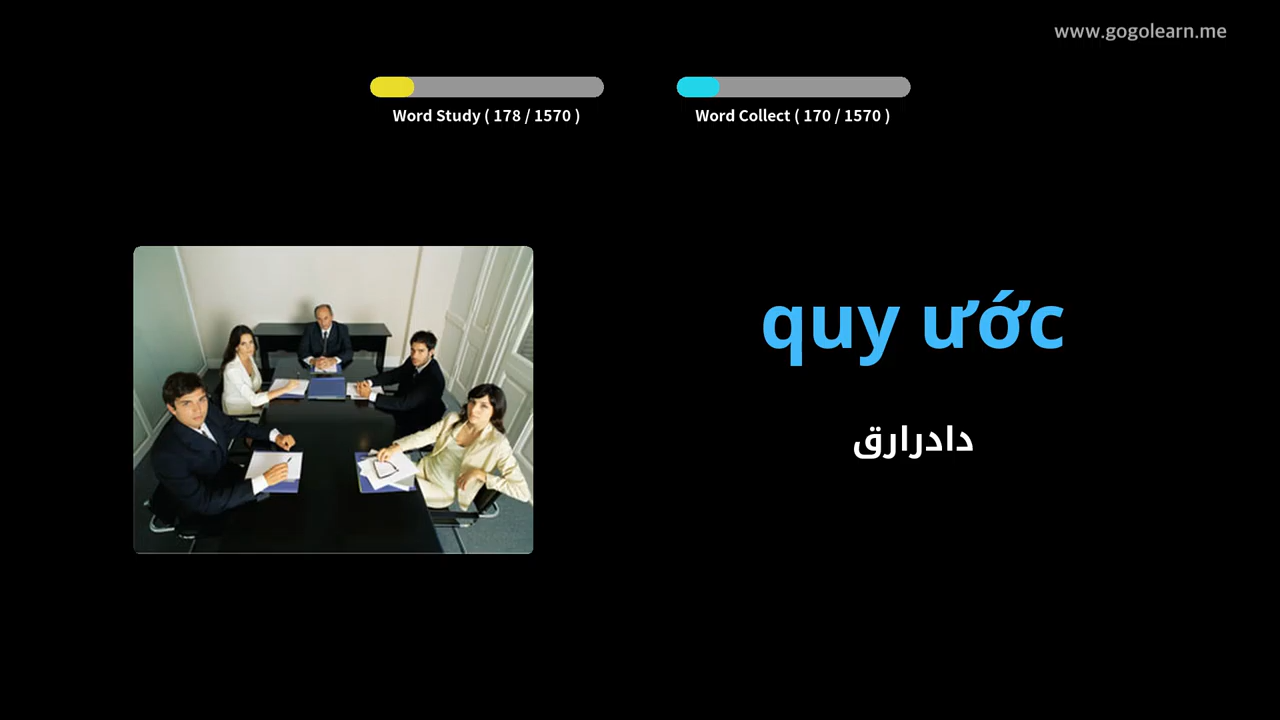 www.gogolearn.me
Word Study ( 178 / 1570 )
Word Collect ( 170 / 1570 )
quy ước
دادرارق